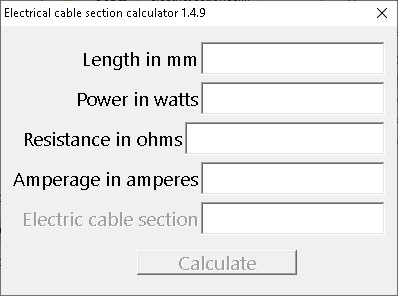 Electrical cable section calculator 1.4.9
Length in mm
Power in watts
Resistance in ohms
Amperage in amperes
Electric cable section
Calculate